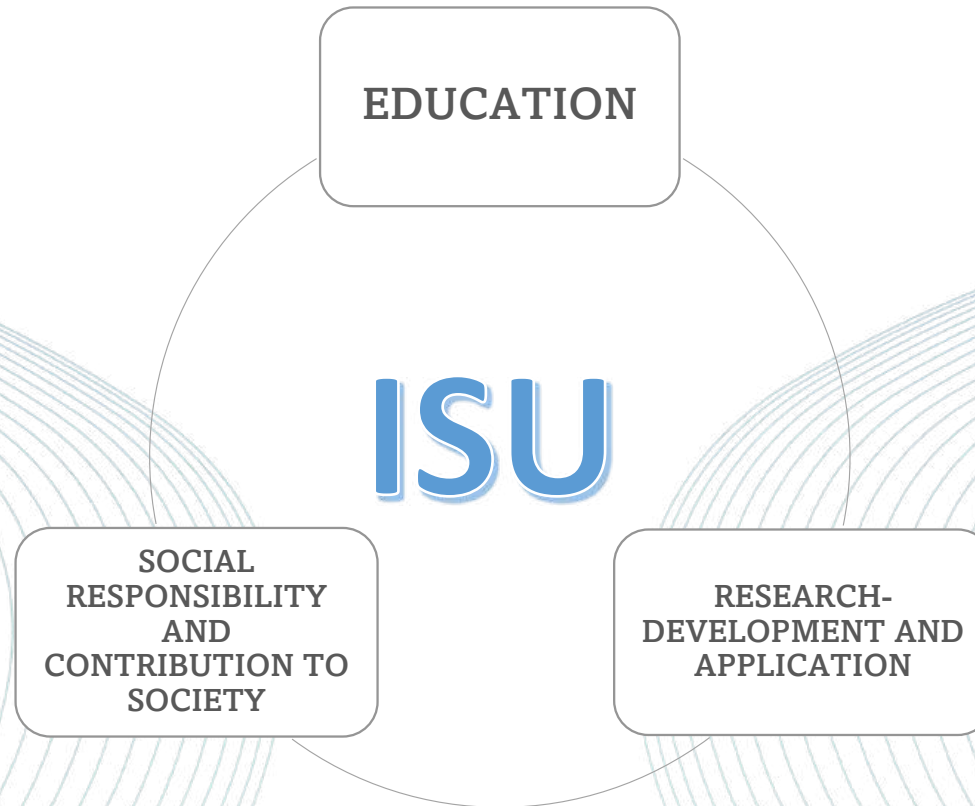 EDUCATION
ISU
SOCIAL
RESPONSIBILITY
AND
CONTRIBUTION TO
SOCIETY
RESEARCH-
DEVELOPMENT AND
APPLICATION